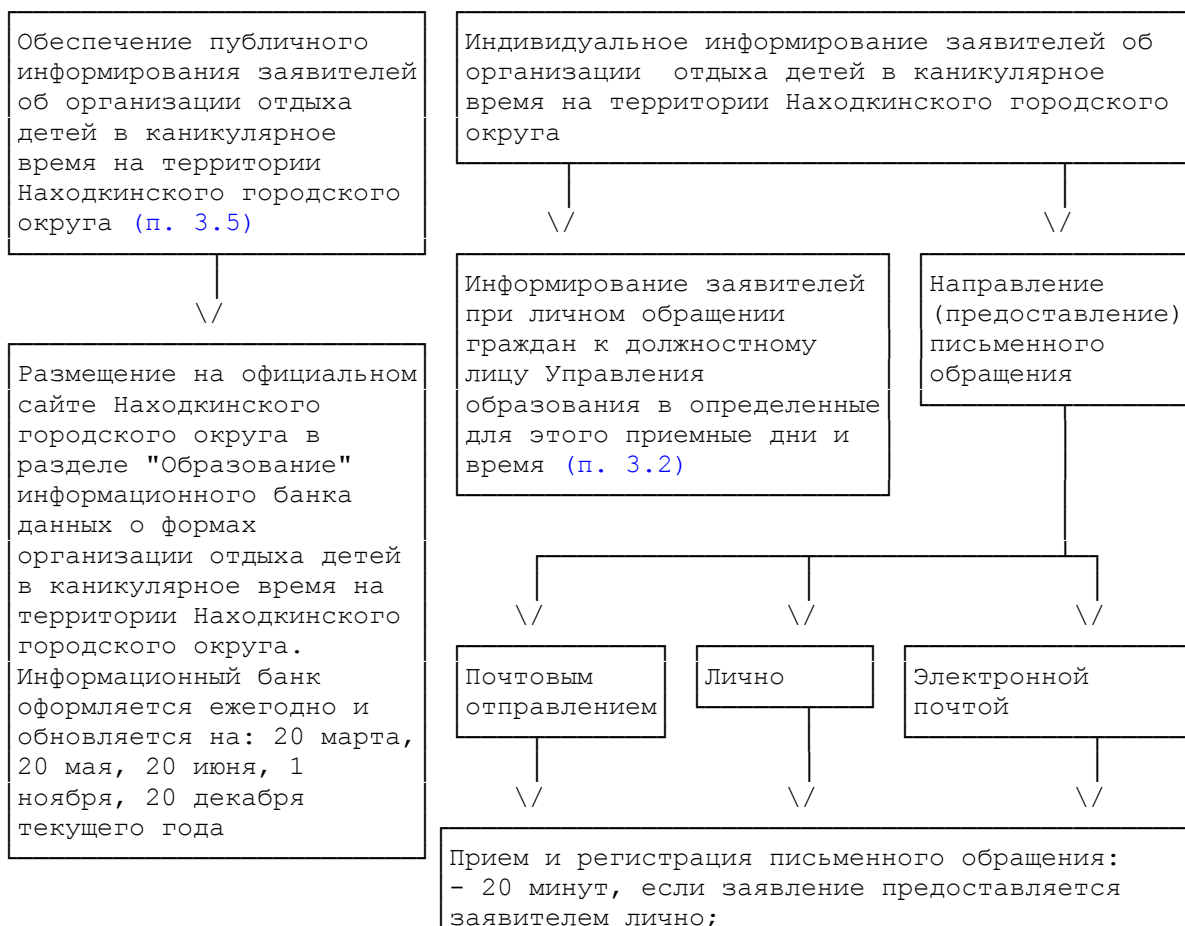 Обеспечение публичного
информирования заявителей
об организации отдыха
детей в каникулярное
время на территории
Находкинского городского
округа (п. 3.5)
Размещение на официальном
сайте Находкинского
городского округа в
разделе "Образование"
информационного банка
данных о формах
организации отдыха детей
в каникулярное время на
территории Находкинского
городского округа.
Информационный банк
оформляется ежегодно и
обновляется на: 20 марта,
20 мая, 20 июня, 1
ноября, 20 декабря
текущего года
Индивидуальное информирование заявителей об
организации отдыха детей в каникулярное
время на территории Находкинского городского
округа
Информирование заявителей
при личном обращении
граждан к должностному
лицу Управления
образования в определенные
для этого приемные дни и
время (п. 3.2)
Направление
(предоставление)
письменного
обращения
Почтовым
отправлением
Лично
Электронной
почтой
Прием и регистрация письменного обращения:
- 20 минут, если заявление предоставляется
заявителем лично;